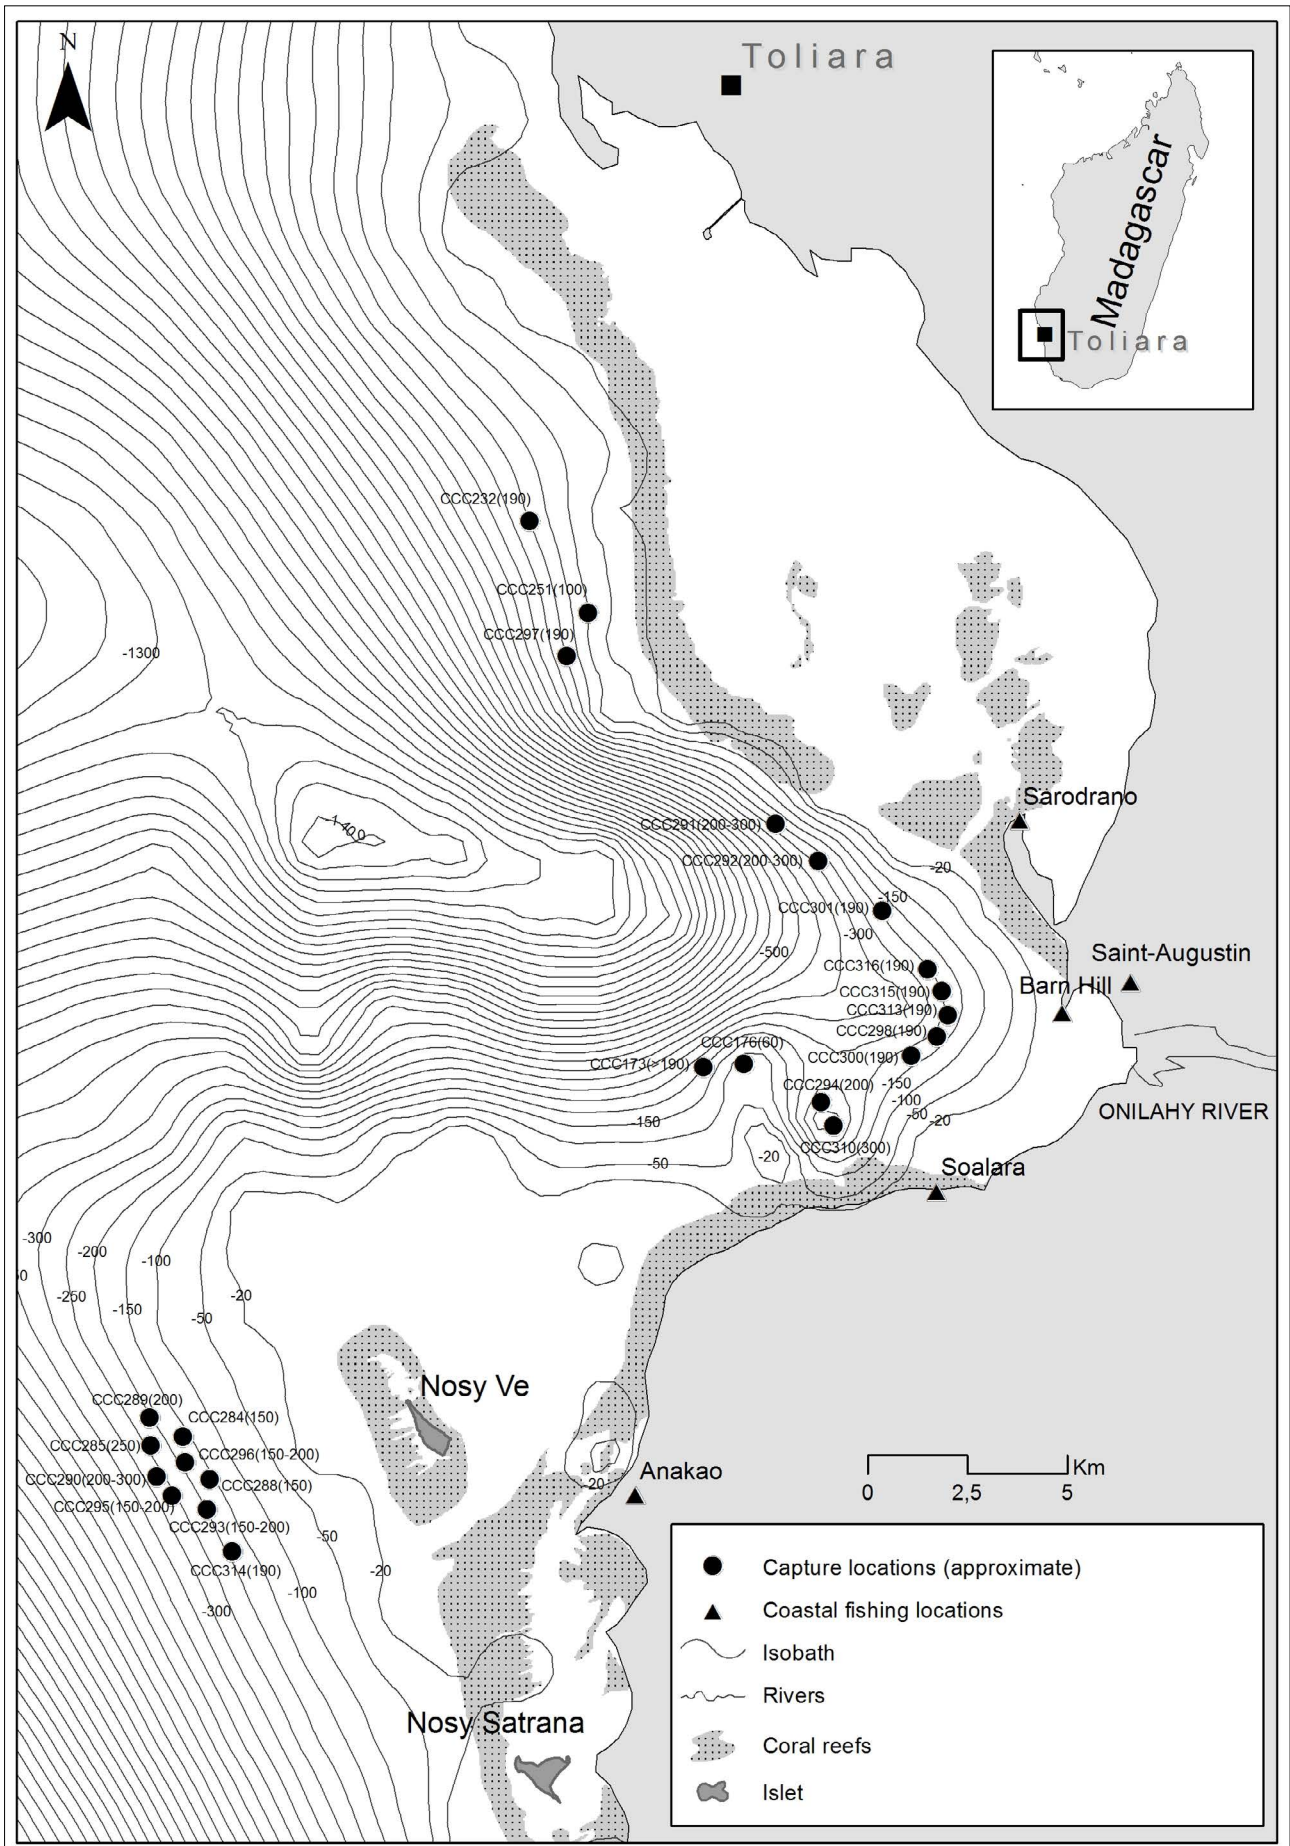 N
Toliara
Madagascar
Toliara
CCC232(190)
CCC251(100)
CCC297(190)
-1300
Sarodrano
-1400
CCC291(200-300)
CCC292(200-300)
-20
-150
CCC301(190)
-300
-500
Saint-Augustin
CCC316(190)
Barn Hill
CCC315(190)
CCC313(190)
CCC298(190)
CCC176(60)
CCC300(190)
CCC173(>190)
CCC294(200)
-150
-100
-50
-20
ONILAHY RIVER
-150
CCC310(300)
-20
-50
Soalara
-300
-200
-100
-250
-150
-50
-20
Nosy Ve
CCC289(200)
CCC284(150)
CCC285(250)
CCC296(150-200)
CCC290(200-300)
CCC288(150)
CCC295(150-200)
CCC293(150-200)
CCC314(190)
-20
Anakao
-50
-20
-100
-300
Nosy Satrana
Km
0 2,5 5
Capture locations (approximate)
Coastal fishing locations
Isobath
Rivers
Coral reefs
Islet